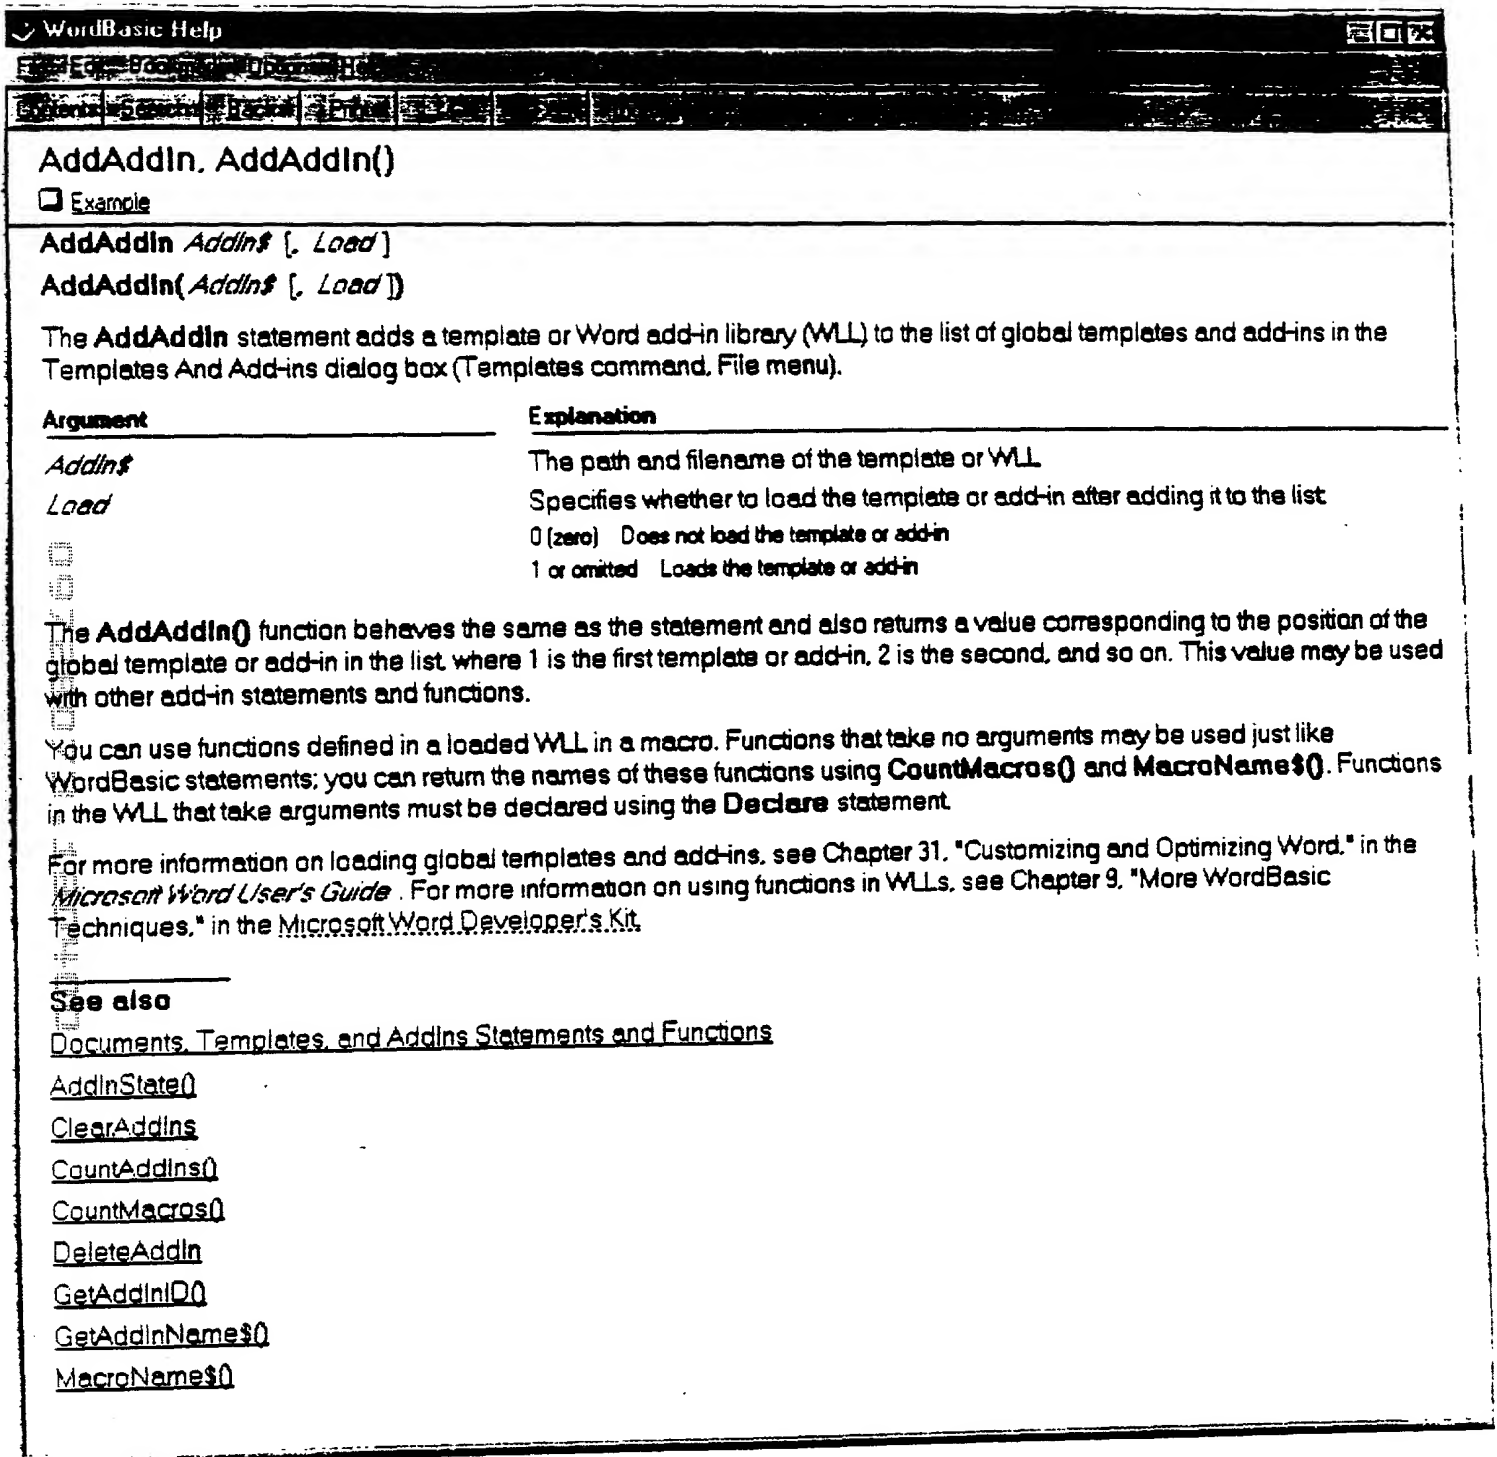 WordBasic Help
AddAddIn, AddAddIn()
Example
AddAddIn AddIn$ [, Load]
AddAddIn(AddIn$ [, Load])
The AddAddIn statement adds a template or Word add-in library (WLL) to the list of global templates and add-ins in the
Templates And Add-ins dialog box (Templates command, File menu).
Argument Explanation
AddIn$ The path and filename of the template or WLL
Load Specifies whether to load the template or add-in after adding it to the list:
0 (zero) Does not load the template or add-in
1 or omitted Loads the template or add-in
The AddAddIn() function behaves the same as the statement and also returns a value corresponding to the position of the
global template or add-in in the list, where 1 is the first template or add-in, 2 is the second, and so on. This value may be used
with other add-in statements and functions.
You can use functions defined in a loaded WLL in a macro. Functions that take no arguments may be used just like
WordBasic statements; you can return the names of these functions using CountMacros() and MacroName$(). Functions
in the WLL that take arguments must be declared using the Declare statement.
For more information on loading global templates and add-ins, see Chapter 31, "Customizing and Optimizing Word," in the
Microsoft Word User's Guide . For more information on using functions in WLLs, see Chapter 9, "More WordBasic
Techniques," in the Microsoft Word Developer's Kit.
See also
Documents, Templates, and AddIns Statements and Functions
AddInState()
ClearAddIns
CountAddIns()
CountMacros()
DeleteAddIn
GetAddInID()
GetAddInName$()
MacroName$()